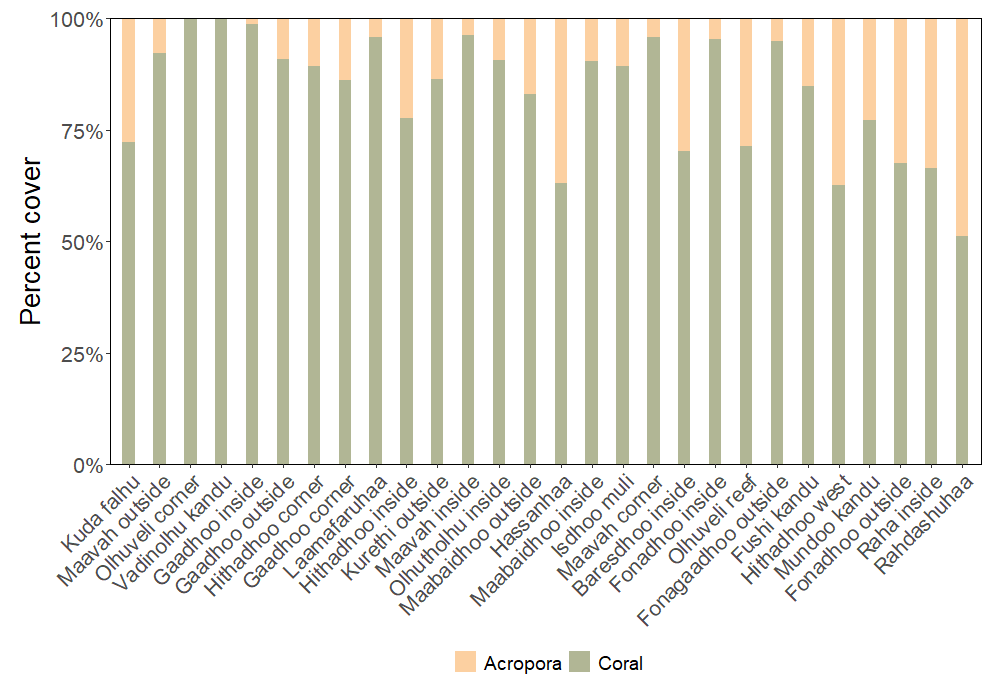 100%
75%
50%
25%
0%
Percent cover
Kuda falhu
Maavah outside
Olhuveli corner
Vadinolhu kandu
Gaadhoo inside
Gaadhoo outside
Hithadhoo corner
Gaadhoo corner
Laamafaruhaa
Hithadhoo inside
Kurethi outside
Maavah inside
Olhutholhu inside
Maabaidhoo outside
Hassanhaa
Maabaidhoo inside
Isdhoo muli
Maavah corner
Baresdhoo inside
Fonadhoo inside
Olhuveli reef
Fonagaadhoo outside
Fushi kandu
Hithadhoo west
Mundoo kandu
Fonadhoo outside
Raha inside
Rahdashuhaa
Acropora Coral